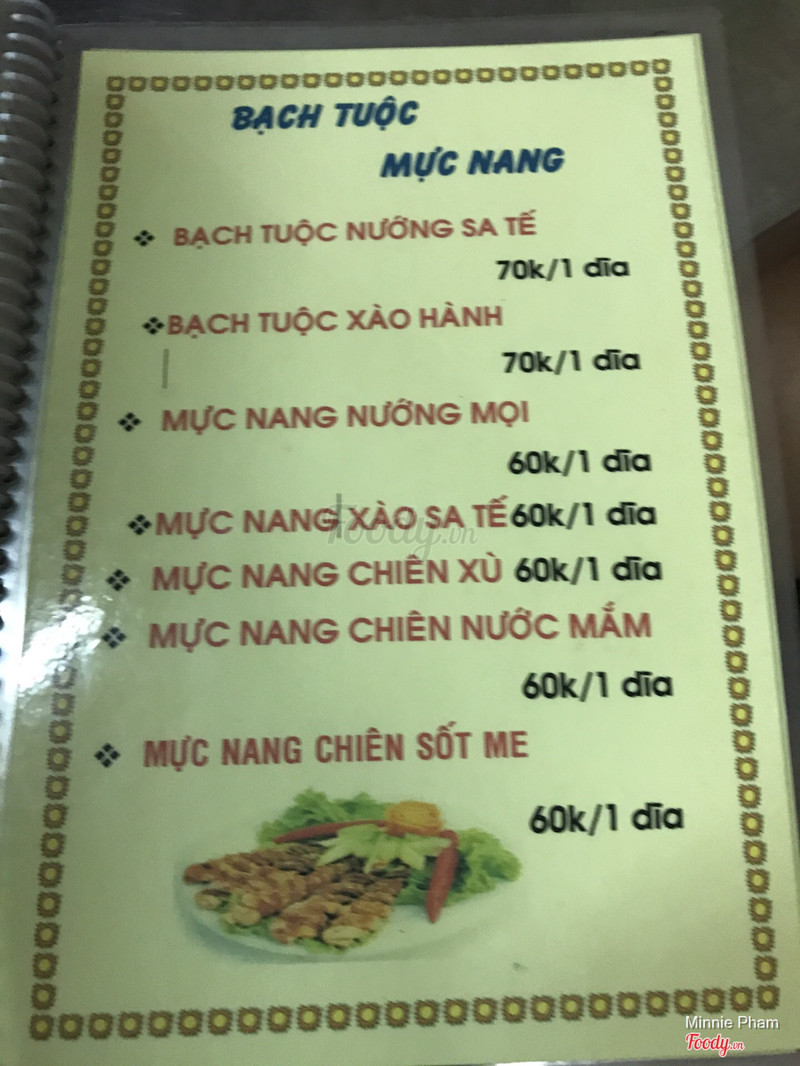 BẠCH TUỘC
MỰC NANG
❖ BẠCH TUỘC NƯỚNG SA TẾ
70k/1 dĩa
❖BẠCH TUỘC XÀO HÀNH
70k/1 dĩa
❖ MỰC NANG NƯỚNG MỌI
60k/1 dĩa
❖MỰC NANG XÀO SA TẾ 60k/1 dĩa
❖ MỰC NANG CHIÊN XÙ 60k/1 dĩa
❖ MỰC NANG CHIÊN NƯỚC MẮM
60k/1 dĩa
❖ MỰC NANG CHIÊN SỐT ME
60k/1 dĩa
Foody.vn
Minnie Pham
Foody.vn